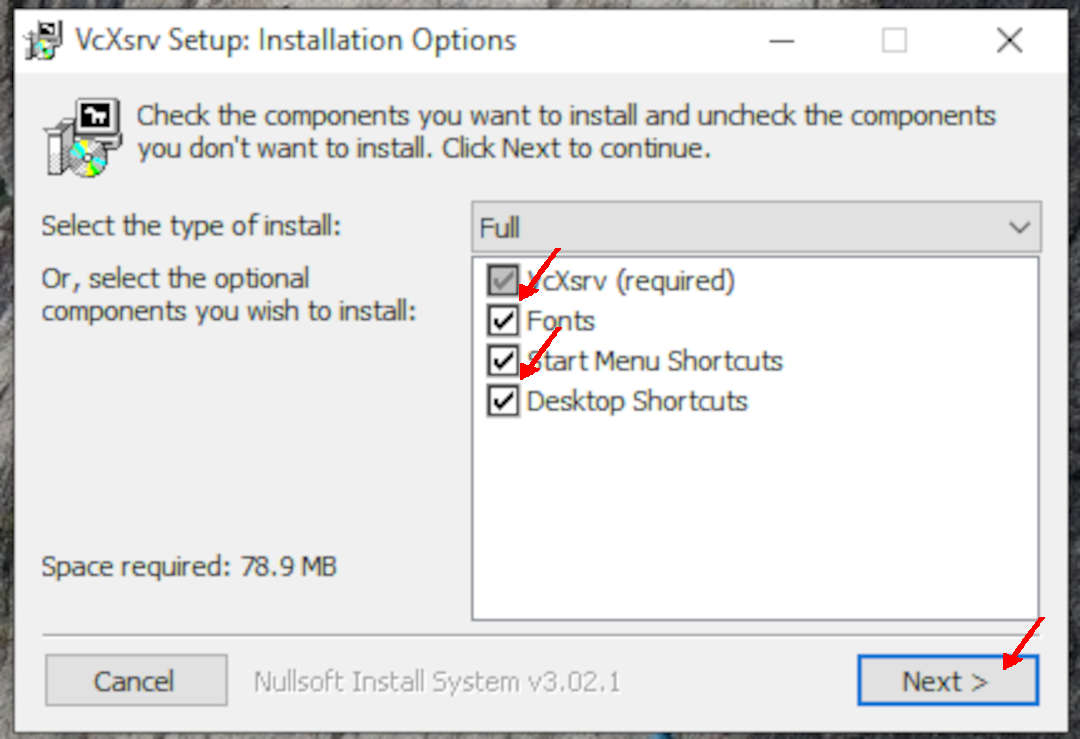 VcXsrv Setup: Installation Options
Check the components you want to install and uncheck the components
you don't want to install. Click Next to continue.
Select the type of install:
Full
Or, select the optional
components you wish to install:
VcXsrv (required)
Fonts
Start Menu Shortcuts
Desktop Shortcuts
Space required: 78.9 MB
Cancel
Nullsoft Install System v3.02.1
Next >